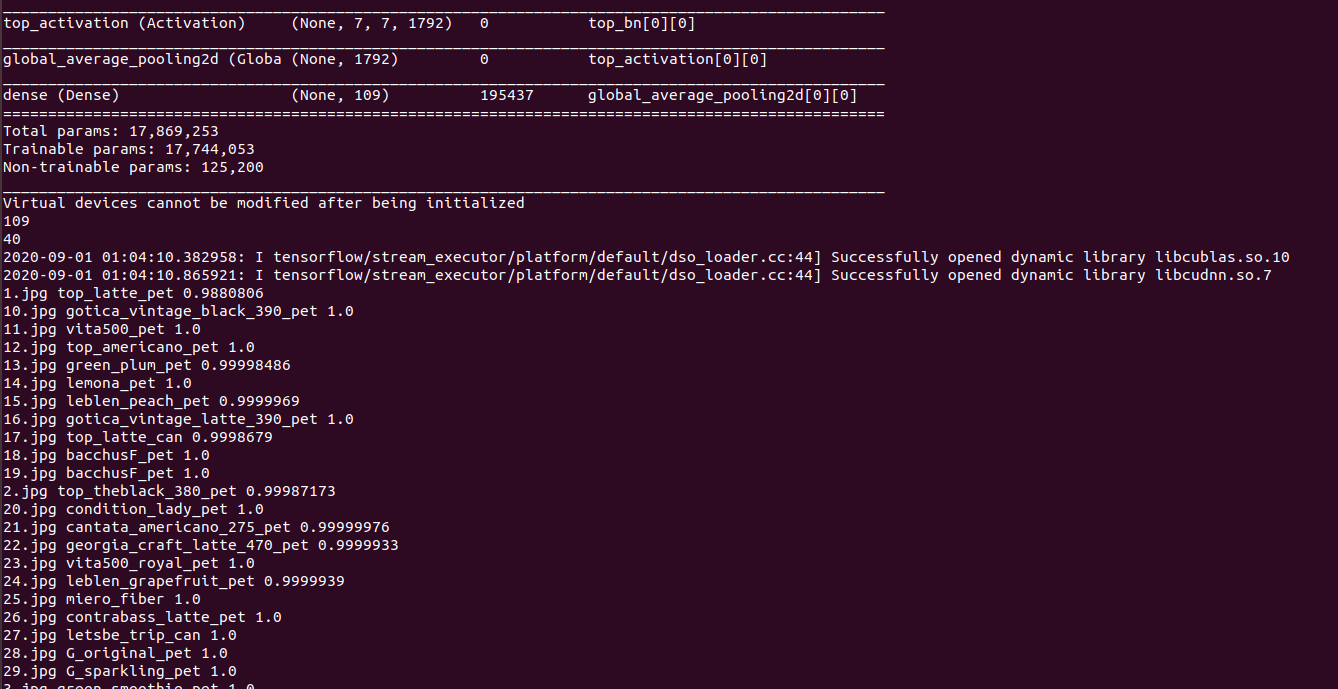 top_activation (Activation) (None, 7, 7, 1792) 0 top_bn[0][0]
global_average_pooling2d (Globa (None, 1792) 0 top_activation[0][0]
dense (Dense) (None, 109) 195437 global_average_pooling2d[0][0]
Total params: 17,869,253
Trainable params: 17,744,053
Non-trainable params: 125,200
Virtual devices cannot be modified after being initialized
109
40
2020-09-01 01:04:10.382958: I tensorflow/stream_executor/platform/default/dso_loader.cc:44] Successfully opened dynamic library libcublas.so.10
2020-09-01 01:04:10.865921: I tensorflow/stream_executor/platform/default/dso_loader.cc:44] Successfully opened dynamic library libcudnn.so.7
1.jpg top_latte_pet 0.9880806
10.jpg gotica_vintage_black_390_pet 1.0
11.jpg vita500_pet 1.0
12.jpg top_americano_pet 1.0
13.jpg green_plum_pet 0.99998486
14.jpg lemona_pet 1.0
15.jpg leblen_peach_pet 0.9999969
16.jpg gotica_vintage_latte_390_pet 1.0
17.jpg top_latte_can 0.9998679
18.jpg bacchusF_pet 1.0
19.jpg bacchusF_pet 1.0
2.jpg top_theblack_380_pet 0.99987173
20.jpg condition_lady_pet 1.0
21.jpg cantata_americano_275_pet 0.99999976
22.jpg georgia_craft_latte_470_pet 0.9999933
23.jpg vita500_royal_pet 1.0
24.jpg leblen_grapefruit_pet 0.9999939
25.jpg miero_fiber 1.0
26.jpg contrabass_latte_pet 1.0
27.jpg letsbe_trip_can 1.0
28.jpg G_original_pet 1.0
29.jpg G_sparkling_pet 1.0
3.jpg green_smoothie_pet 1.0